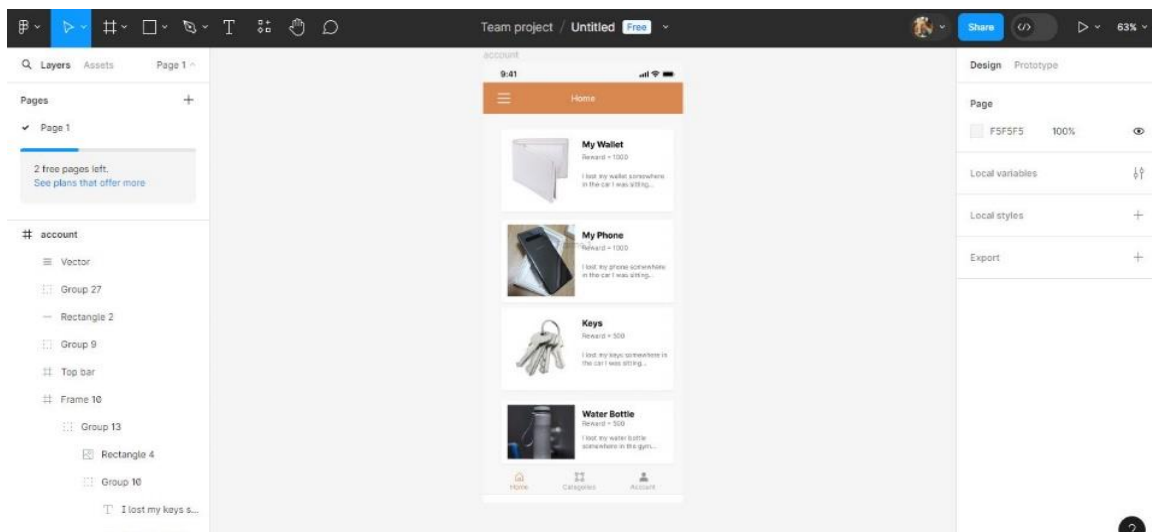 Team project / Untitled Free
Share
63%
Layers Assets Page 1
Pages
Page 1
2 free pages left.
See plans that offer more
account
Vector
Group 27
Rectangle 2
Group 9
Top bar
Frame 10
Group 13
Rectangle 4
Group 10
I lost my keys s...
account
9:41
Home
My Wallet
Reward = 1000
I lost my wallet somewhere
in the car I was sitting...
My Phone
Reward = 1000
I lost my phone somewhere
in the car I was sitting...
Keys
Reward = 500
I lost my keys somewhere in
the car I was sitting...
Water Bottle
Reward = 500
I lost my water bottle
somewhere in the gym...
Home Categories Account
Design Prototype
Page
F5F5F5 100%
Local variables
Local styles
Export
?